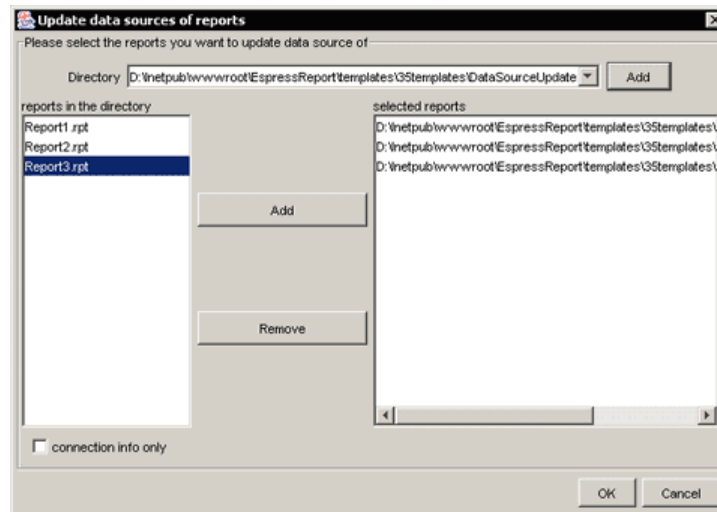 Update data sources of reports
Please select the reports you want to update data source of
Directory D:\Inetpub\wwwroot\EspressReport\templates\35templates\DataSourceUpdate Add
reports in the directory
Report1.rpt
Report2.rpt
Report3.rpt
Add
Remove
selected reports
D:\Inetpub\wwwroot\EspressReport\templates\35templates\
D:\Inetpub\wwwroot\EspressReport\templates\35templates\
D:\Inetpub\wwwroot\EspressReport\templates\35templates\
connection info only
OK Cancel